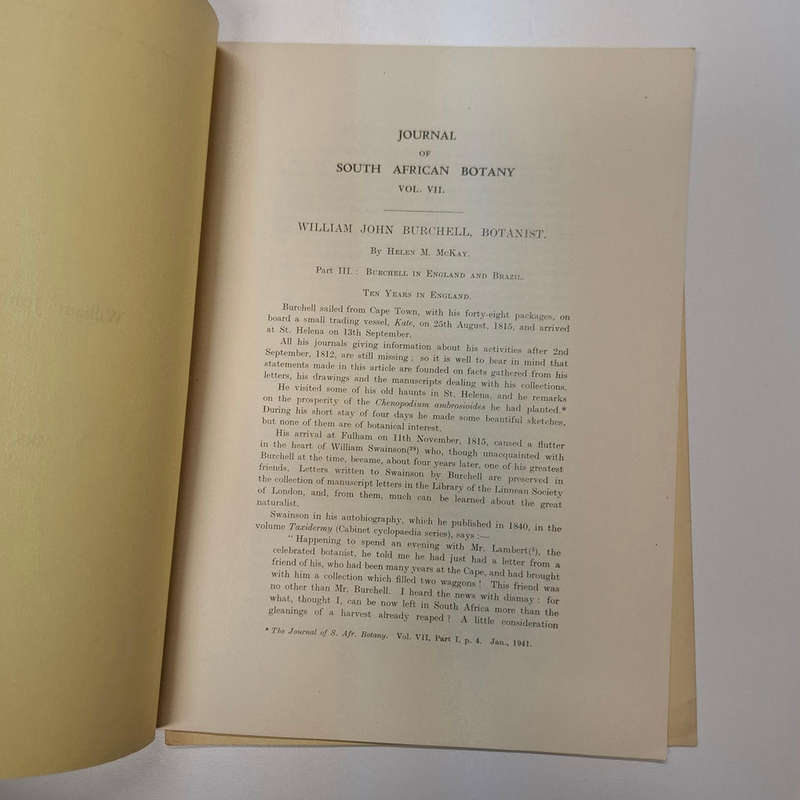 JOURNAL
OF
SOUTH AFRICAN BOTANY
VOL. VII.
WILLIAM JOHN BURCHELL, BOTANIST.
By Helen M. McKay.
Part III.: Burchell in England and Brazil.
Ten Years in England.
Burchell sailed from Cape Town, with his forty-eight packages, on
board a small trading vessel, Kate, on 25th August, 1815, and arrived
at St. Helena on 13th September.
All his journals giving information about his activities after 2nd
September, 1812, are still missing; so it is well to bear in mind that
statements made in this article are founded on facts gathered from his
letters, his drawings and the manuscripts dealing with his collections.
He visited some of his old haunts in St. Helena, and he remarks
on the prosperity of the Chenopodium ambrosioides he had planted.*
During his short stay of four days he made some beautiful sketches,
but none of them are of botanical interest.
His arrival at Fulham on 11th November, 1815, caused a flutter
in the heart of William Swainson(²⁹) who, though unacquainted with
Burchell at the time, became, about four years later, one of his greatest
friends. Letters written to Swainson by Burchell are preserved in
the collection of manuscript letters in the Library of the Linnean Society
of London, and, from them, much can be learned about the great
naturalist.
Swainson in his autobiography, which he published in 1840, in the
volume Taxidermy (Cabinet cyclopaedia series), says :—
" Happening to spend an evening with Mr. Lambert(⁵), the
celebrated botanist, he told me he had just had a letter from a
friend of his, who had been many years at the Cape, and had brought
with him a collection which filled two waggons! This friend was
no other than Mr. Burchell. I heard the news with dismay: for
what, thought I, can be now left in South Africa more than the
gleanings of a harvest already reaped? A little consideration
* The Journal of S. Afr. Botany. Vol. VII, Part I, p. 4. Jan., 1941.